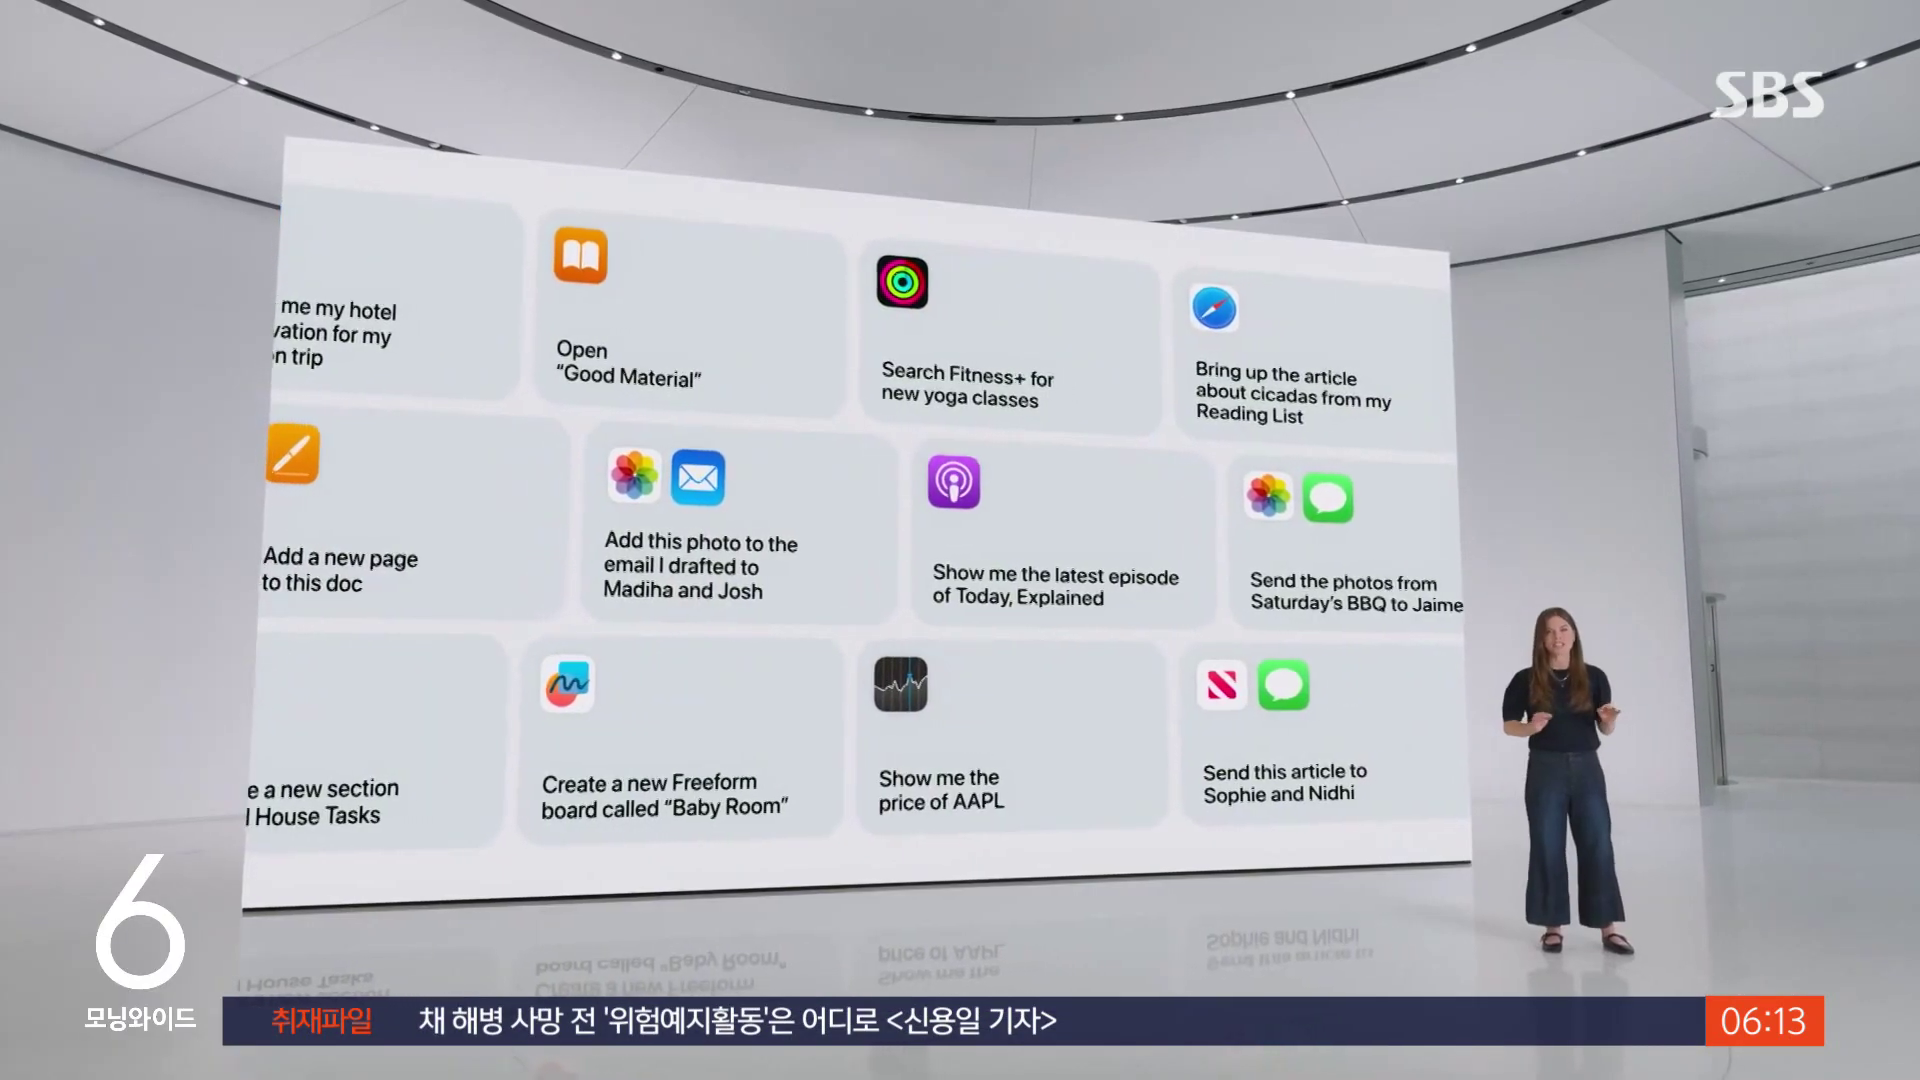 SBS
me my hotel
vation for my
n trip
Open
“Good Material”
Search Fitness+ for
new yoga classes
Bring up the article
about cicadas from my
Reading List
Add a new page
to this doc
Add this photo to the
email I drafted to
Madiha and Josh
Show me the latest episode
of Today, Explained
Send the photos from
Saturday’s BBQ to Jaime
e a new section
l House Tasks
Create a new Freeform
board called “Baby Room”
Show me the
price of AAPL
Send this article to
Sophie and Nidhi
6
모닝와이드
취재파일
채 해병 사망 전 '위험예지활동'은 어디로 <신용일 기자>
06:13